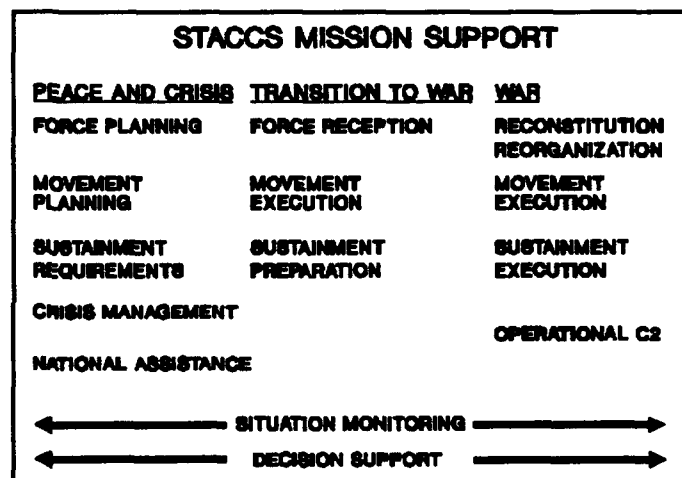 STACCS MISSION SUPPORT
PEACE AND CRISIS TRANSITION TO WAR WAR
FORCE PLANNING FORCE RECEPTION RECONSTITUTION
REORGANIZATION
MOVEMENT MOVEMENT MOVEMENT
PLANNING EXECUTION EXECUTION
SUSTAINMENT SUSTAINMENT SUSTAINMENT
REQUIREMENTS PREPARATION EXECUTION
CRISIS MANAGEMENT
OPERATIONAL C2
NATIONAL ASSISTANCE
SITUATION MONITORING
DECISION SUPPORT